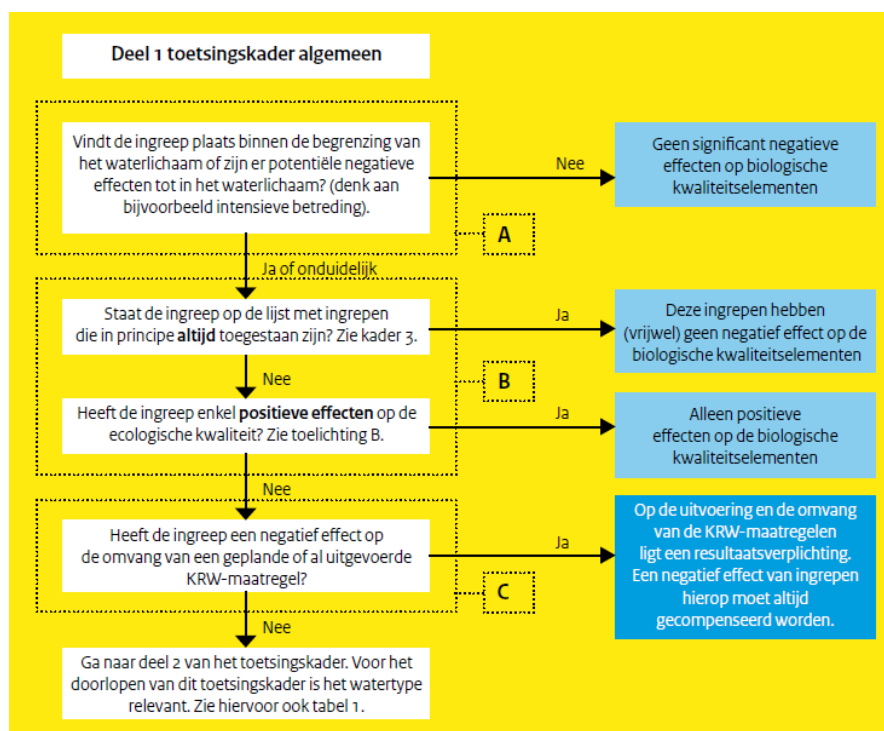 Deel 1 toetsingskader algemeen
Vindt de ingreep plaats binnen de begrenzing van
het waterlichaam of zijn er potentiële negatieve
effecten tot in het waterlichaam? (denk aan
bijvoorbeeld intensieve betreding).
Nee
Geen significant negatieve
effecten op biologische
kwaliteitselementen
A
Ja of onduidelijk
Staat de ingreep op de lijst met ingrepen
die in principe altijd toegestaan zijn? Zie kader 3.
Ja
Deze ingrepen hebben
(vrijwel) geen negatief effect op de
biologische kwaliteitselementen
Nee
B
Heeft de ingreep enkel positieve effecten op de
ecologische kwaliteit? Zie toelichting B.
Ja
Alleen positieve
effecten op de biologische
kwaliteitselementen
Nee
Heeft de ingreep een negatief effect op
de omvang van een geplande of al uitgevoerde
KRW-maatregel?
Ja
Op de uitvoering en de omvang
van de KRW-maatregelen
ligt een resultaatsverplichting.
Een negatief effect van ingrepen
hierop moet altijd
gecompenseerd worden.
C
Nee
Ga naar deel 2 van het toetsingskader. Voor het
doorlopen van dit toetsingskader is het watertype
relevant. Zie hiervoor ook tabel 1.